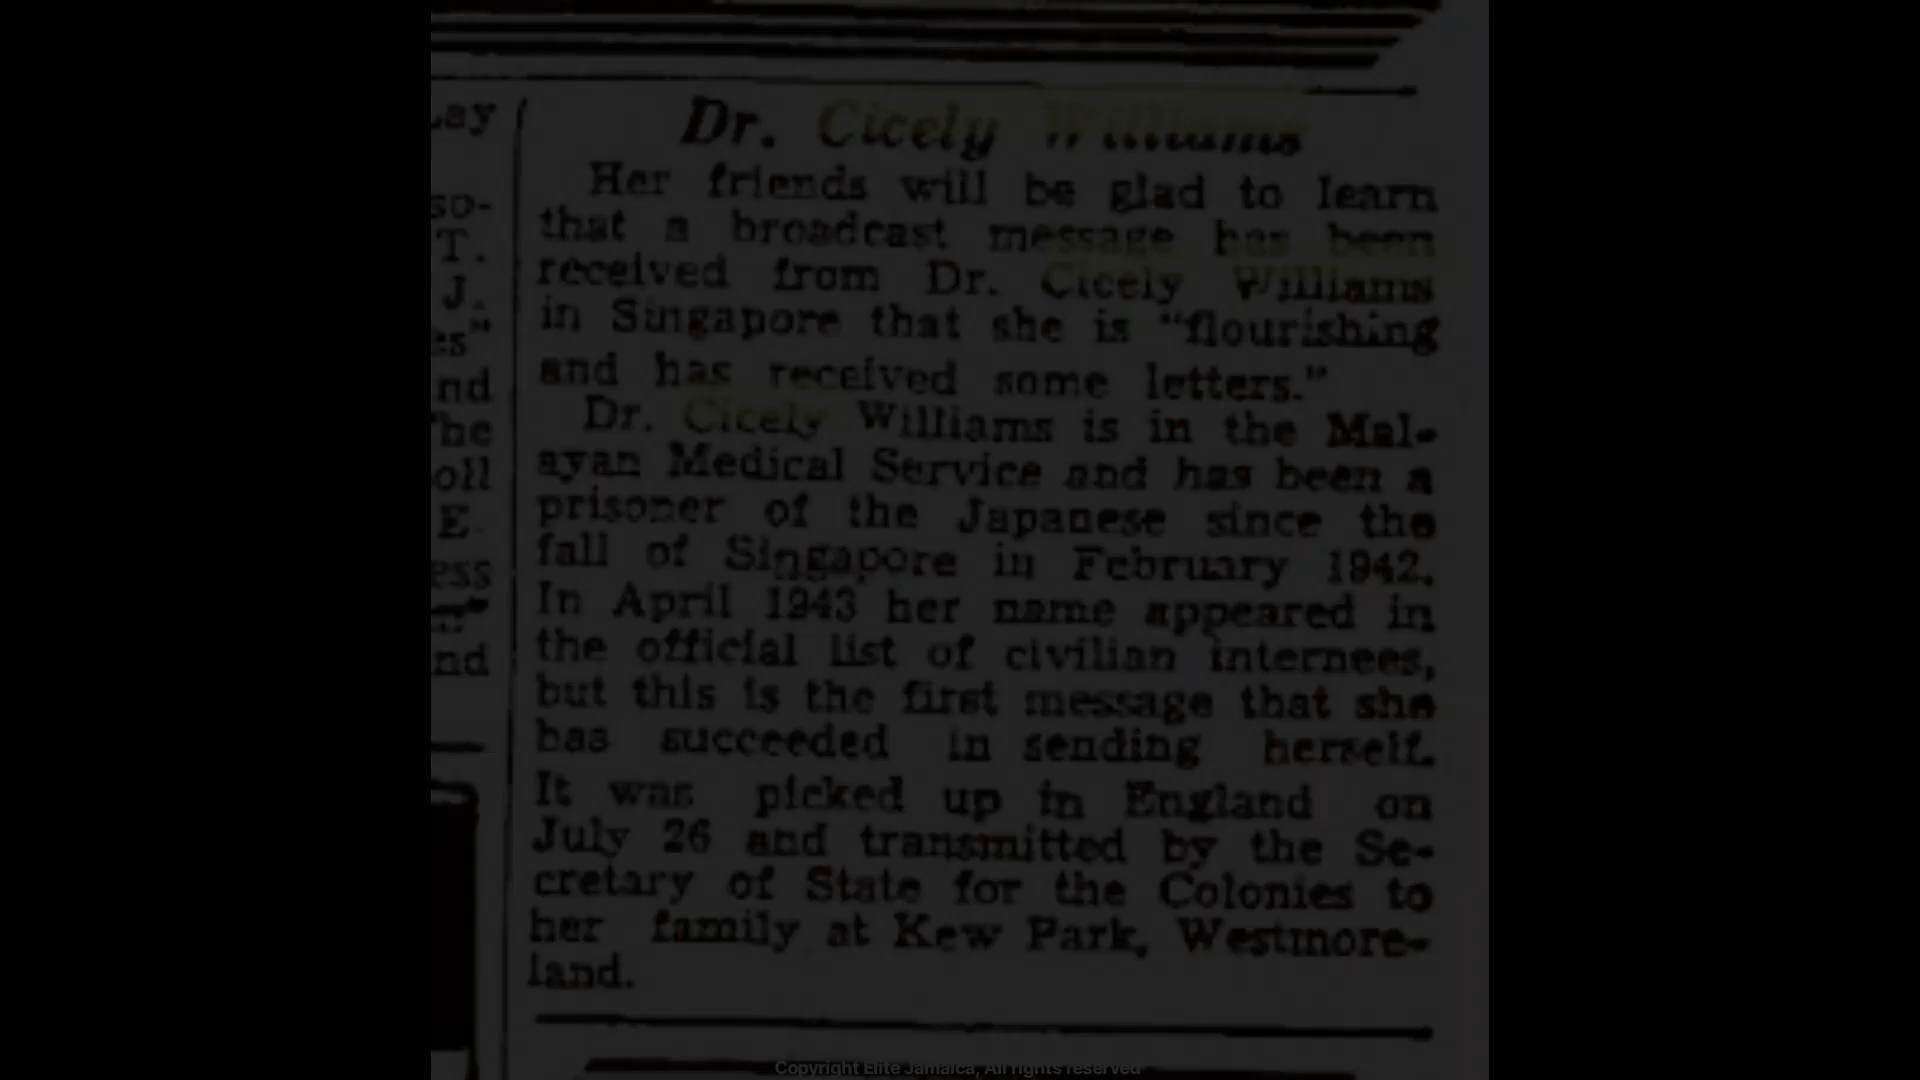 Dr. Cicely Williams
Her friends will be glad to learn
that a broadcast message has been
received from Dr. Cicely Williams
in Singapore that she is "flourishing
and has received some letters."
Dr. Cicely Williams is in the Mal-
ayan Medical Service and has been a
prisoner of the Japanese since the
fall of Singapore in February 1942.
In April 1943 her name appeared in
the official list of civilian internees,
but this is the first message that she
has succeeded in sending herself.
It was picked up in England on
July 26 and transmitted by the Se-
cretary of State for the Colonies to
her family at Kew Park, Westmore-
land.
so-
T.
J.
es"
nd
oll
E
ess
nd
Copyright Elite Jamaica, All rights reserved